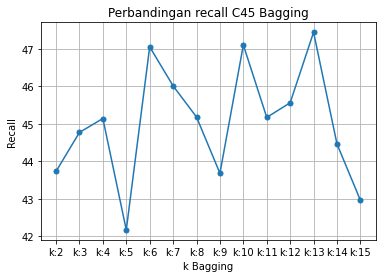 Perbandingan recall C45 Bagging
Recall
47
46
45
44
43
42
k:2 k:3 k:4 k:5 k:6 k:7 k:8 k:9 k:10 k:11 k:12 k:13 k:14 k:15
k Bagging